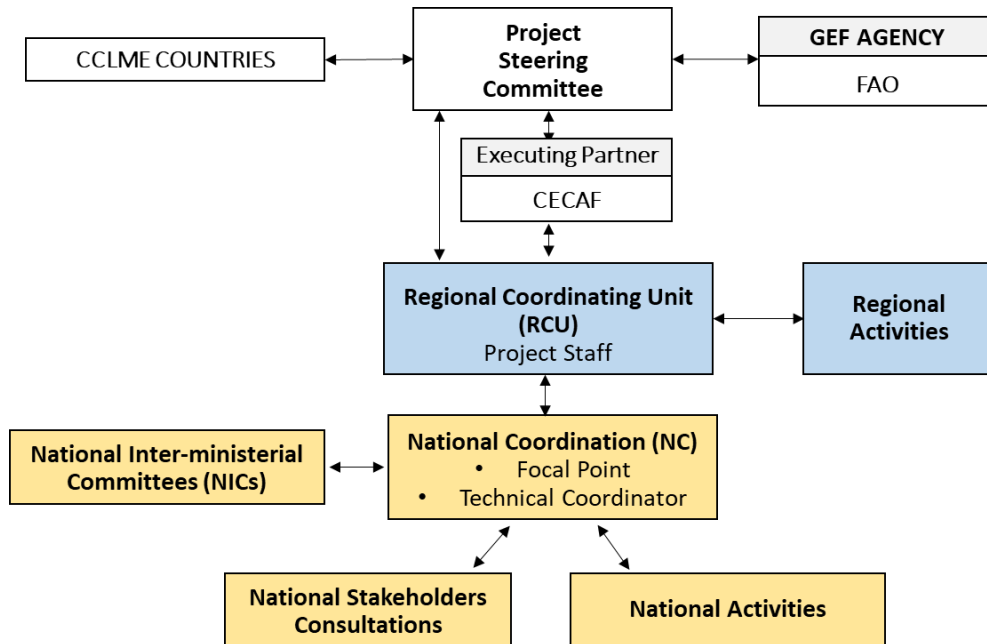 Project
Steering
Committee
CCLME COUNTRIES
GEF AGENCY
FAO
Executing Partner
CECAF
Regional Coordinating Unit
(RCU)
Project Staff
Regional
Activities
National Inter-ministerial
Committees (NICs)
National Coordination (NC)
• Focal Point
• Technical Coordinator
National Stakeholders
Consultations
National Activities